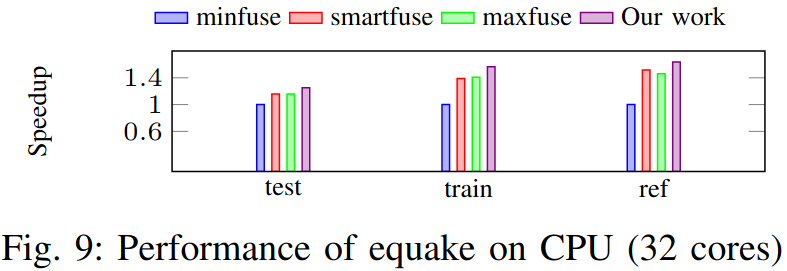 minfuse smartfuse maxfuse Our work
Speedup
1.4
1
0.6
test train ref
Fig. 9: Performance of equake on CPU (32 cores)